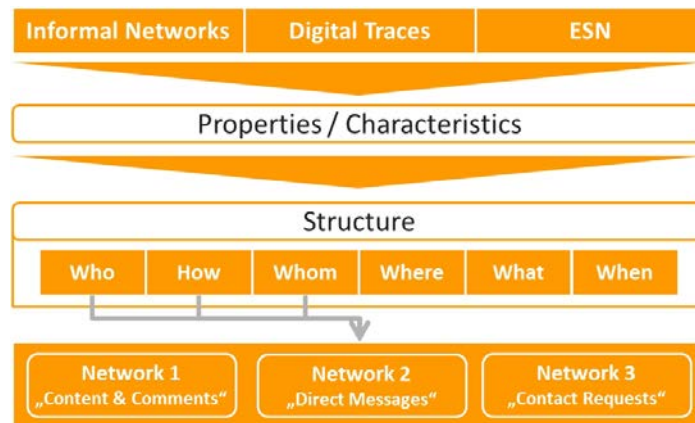 Informal Networks Digital Traces ESN
Properties / Characteristics
Structure
Who How Whom Where What When
Network 1 Network 2 Network 3
„Content & Comments“ „Direct Messages“ „Contact Requests“